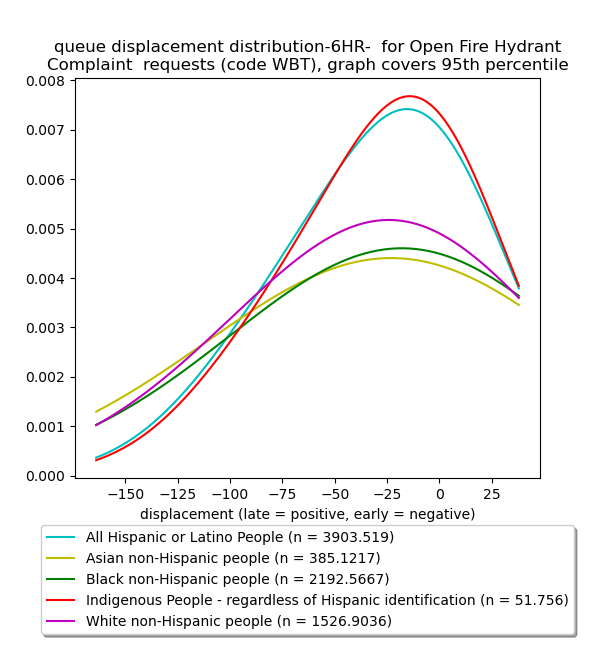 queue displacement distribution-6HR-  for Open Fire Hydrant
Complaint  requests (code WBT), graph covers 95th percentile
0.008
0.007
0.006
0.005
0.004
0.003
0.002
0.001
0.000
−150 −125 −100 −75 −50 −25 0 25
displacement (late = positive, early = negative)
All Hispanic or Latino People (n = 3903.519)
Asian non-Hispanic people (n = 385.1217)
Black non-Hispanic people (n = 2192.5667)
Indigenous People - regardless of Hispanic identification (n = 51.756)
White non-Hispanic people (n = 1526.9036)